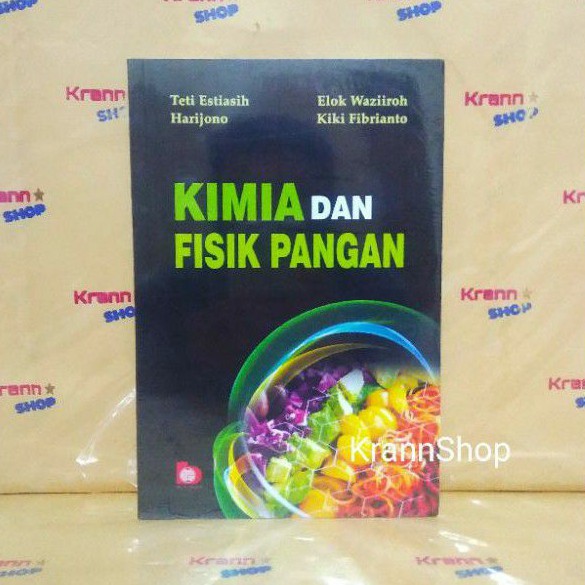 Krann
SHOP
Teti Estiasih
Harijono
Elok Waziiroh
Kiki Fibrianto
KIMIA DAN
FISIK PANGAN
KrannShop
Krann
SHOP
Krann
SHOP
Krann
SHOP
Krann
SHOP
Krann
SHOP
Krann
SHOP